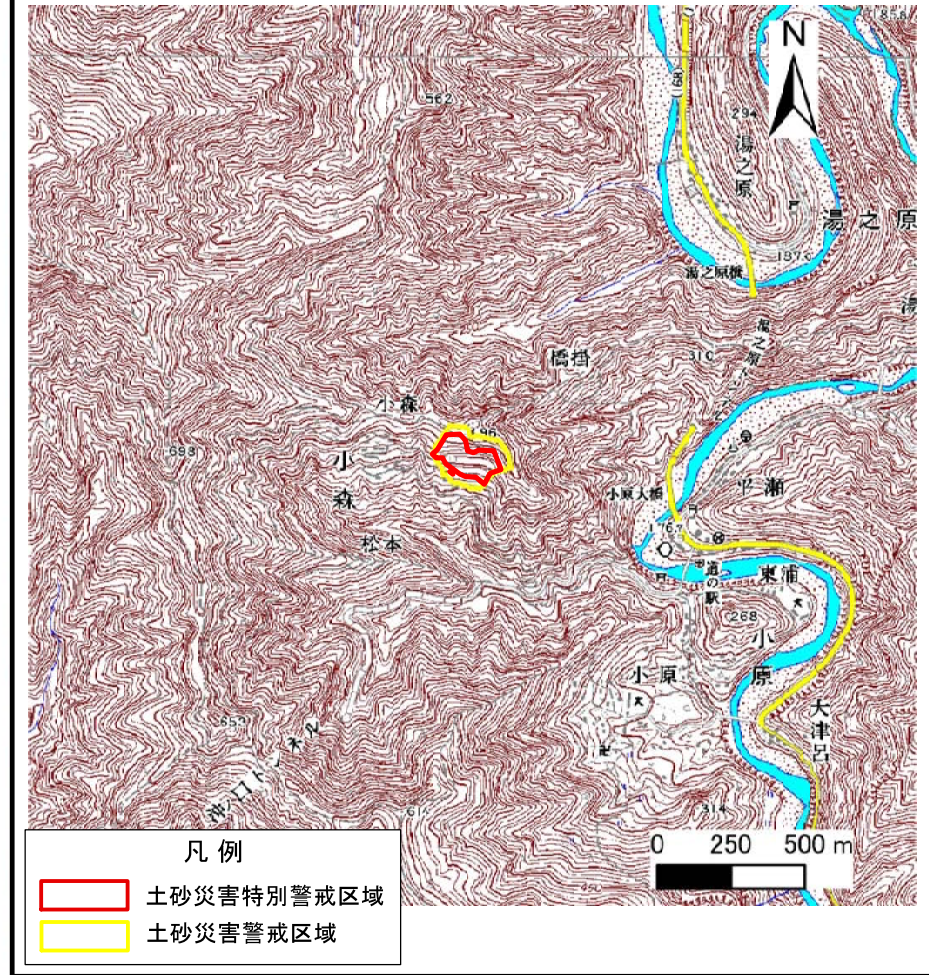 N
562
168
294
湯之原
湯之原
湯之原橋
橋掛
310
小森
693
小森
小原大橋
平瀬
松本
道の駅
東浦
268
小原
小原
大津呂
653
614
314
0 250 500 m
凡例
土砂災害特別警戒区域
土砂災害警戒区域